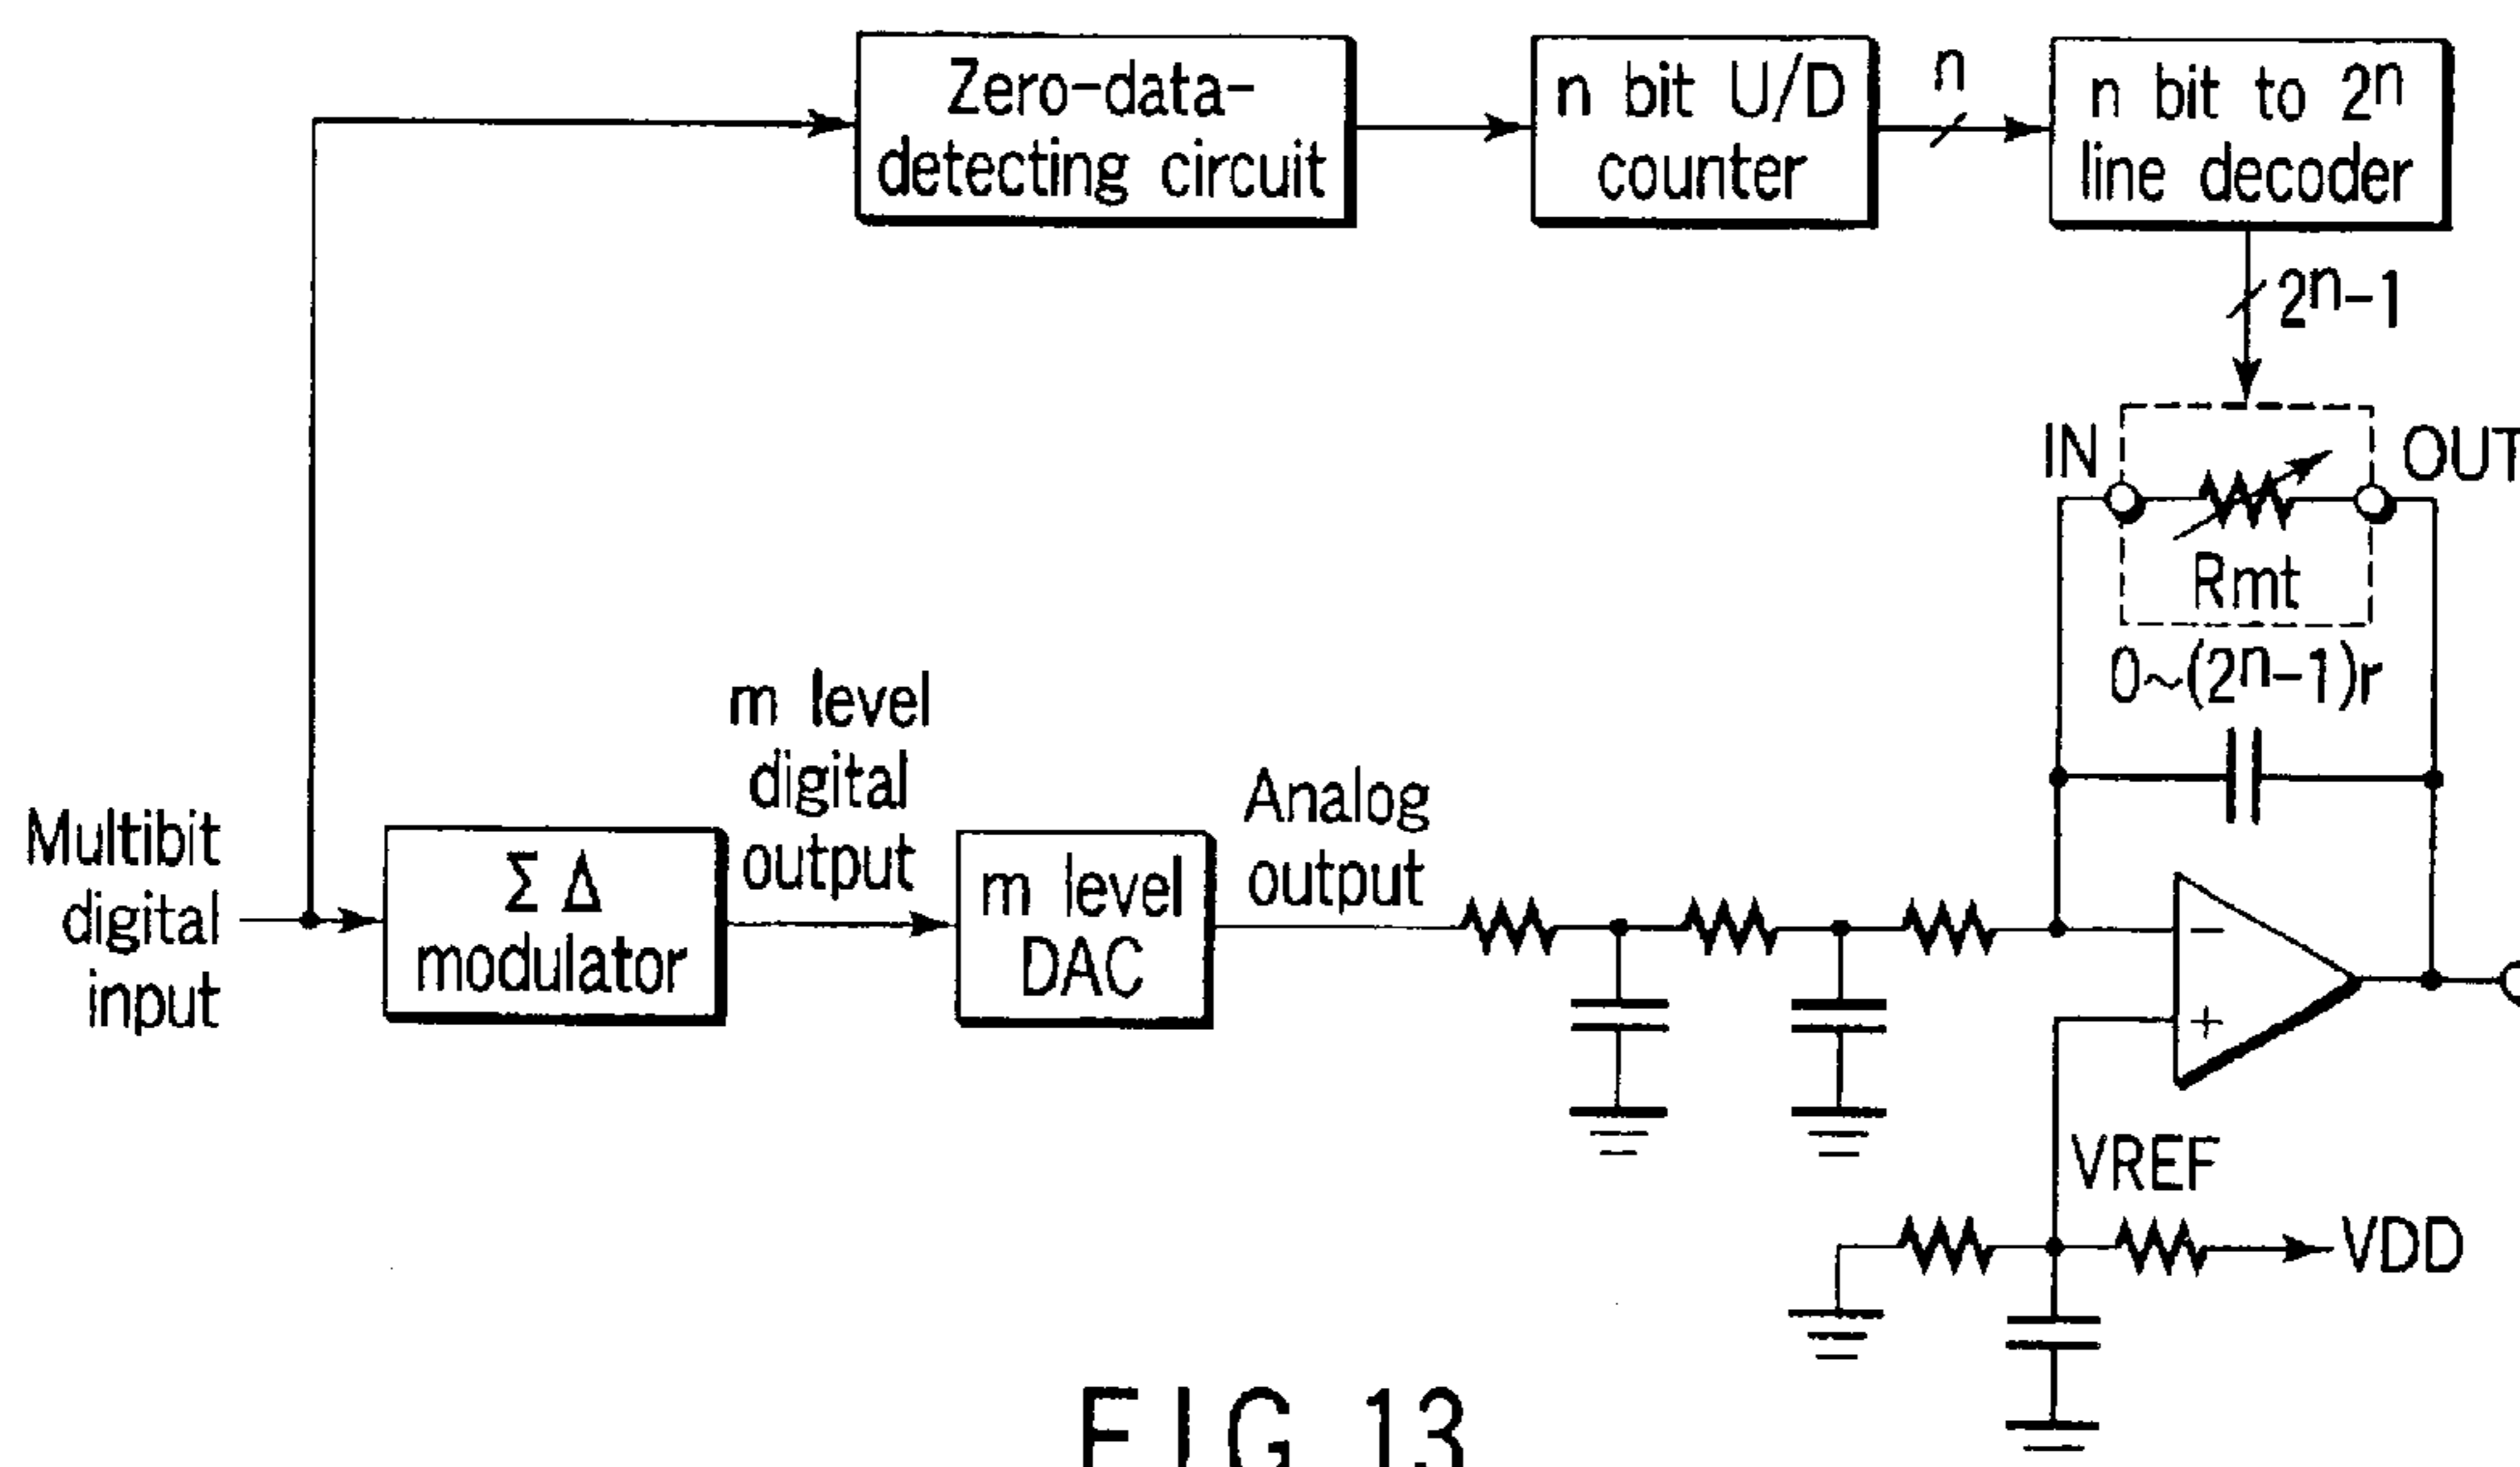 Zero-data-
detecting circuit
n bit U/D
counter
n
n bit to 2ⁿ
line decoder
2ⁿ-1
IN
OUT
Rmt
0~(2ⁿ-1)r
Multibit
digital
input
Σ Δ
modulator
m level
digital
output
m level
DAC
Analog
output
−
+
VREF
VDD
FIG 13